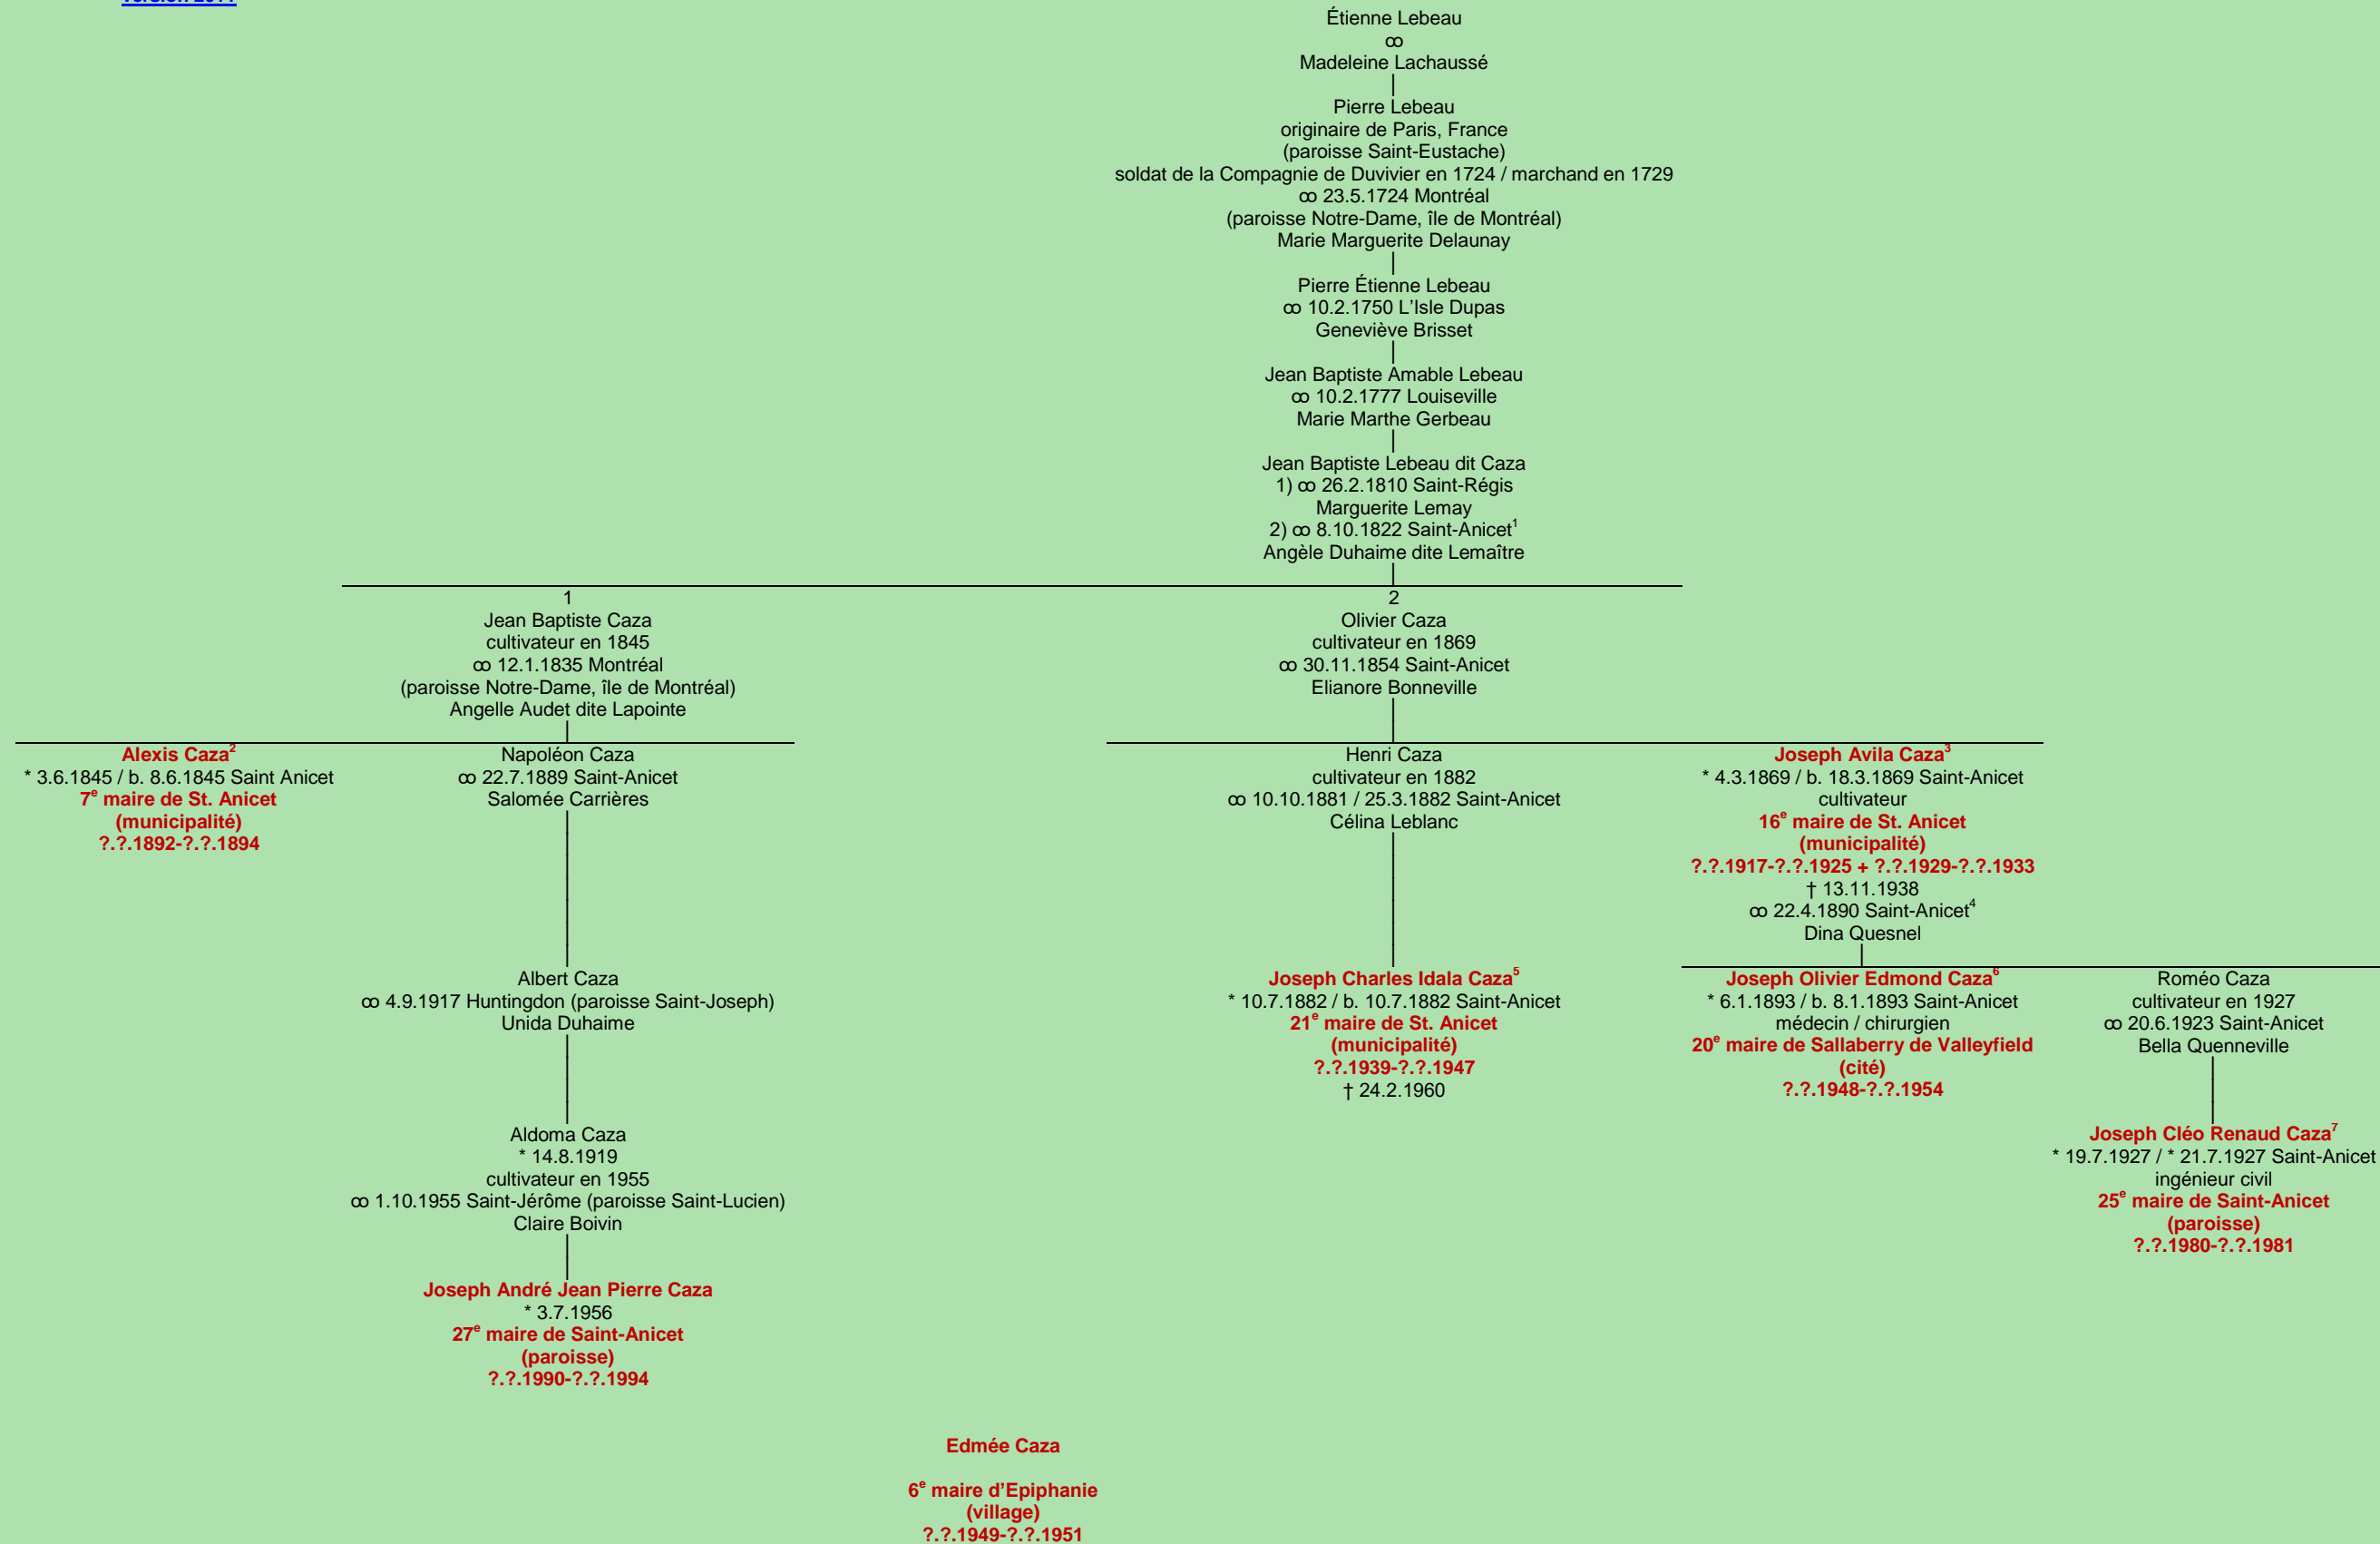 Étienne Lebeau
ꝏ
Madeleine Lachaussé
Pierre Lebeau
originaire de Paris, France
(paroisse Saint-Eustache)
soldat de la Compagnie de Duvivier en 1724 / marchand en 1729
ꝏ 23.5.1724 Montréal
(paroisse Notre-Dame, île de Montréal)
Marie Marguerite Delaunay
Pierre Étienne Lebeau
ꝏ 10.2.1750 L’Isle Dupas
Geneviève Brisset
Jean Baptiste Amable Lebeau
ꝏ 10.2.1777 Louiseville
Marie Marthe Gerbeau
Jean Baptiste Lebeau dit Caza
1) ꝏ 26.2.1810 Saint-Régis
Marguerite Lemay
2) ꝏ 8.10.1822 Saint-Anicet¹
Angèle Duhaime dite Lemaître
1
Jean Baptiste Caza
cultivateur en 1845
ꝏ 12.1.1835 Montréal
(paroisse Notre-Dame, île de Montréal)
Angelle Audet dite Lapointe
2
Olivier Caza
cultivateur en 1869
ꝏ 30.11.1854 Saint-Anicet
Elianore Bonneville
Alexis Caza²
* 3.6.1845 / b. 8.6.1845 Saint Anicet
7ᵉ maire de St. Anicet
(municipalité)
?.?.1892-?.?.1894
Napoléon Caza
ꝏ 22.7.1889 Saint-Anicet
Salomée Carrières
Henri Caza
cultivateur en 1882
ꝏ 10.10.1881 / 25.3.1882 Saint-Anicet
Célina Leblanc
Joseph Avila Caza³
* 4.3.1869 / b. 18.3.1869 Saint-Anicet
cultivateur
16ᵉ maire de St. Anicet
(municipalité)
?.?.1917-?.?.1925 + ?.?.1929-?.?.1933
† 13.11.1938
ꝏ 22.4.1890 Saint-Anicet⁴
Dina Quesnel
Albert Caza
ꝏ 4.9.1917 Huntingdon (paroisse Saint-Joseph)
Unida Duhaime
Joseph Charles Idala Caza⁵
* 10.7.1882 / b. 10.7.1882 Saint-Anicet
21ᵉ maire de St. Anicet
(municipalité)
?.?.1939-?.?.1947
† 24.2.1960
Joseph Olivier Edmond Caza⁶
* 6.1.1893 / b. 8.1.1893 Saint-Anicet
médecin / chirurgien
20ᵉ maire de Sallaberry de Valleyfield
(cité)
?.?.1948-?.?.1954
Roméo Caza
cultivateur en 1927
ꝏ 20.6.1923 Saint-Anicet
Bella Quenneville
Aldoma Caza
* 14.8.1919
cultivateur en 1955
ꝏ 1.10.1955 Saint-Jérôme (paroisse Saint-Lucien)
Claire Boivin
Joseph Cléo Renaud Caza⁷
* 19.7.1927 / * 21.7.1927 Saint-Anicet
ingénieur civil
25ᵉ maire de Saint-Anicet
(paroisse)
?.?.1980-?.?.1981
Joseph André Jean Pierre Caza
* 3.7.1956
27ᵉ maire de Saint-Anicet
(paroisse)
?.?.1990-?.?.1994
Edmée Caza
6ᵉ maire d’Epiphanie
(village)
?.?.1949-?.?.1951